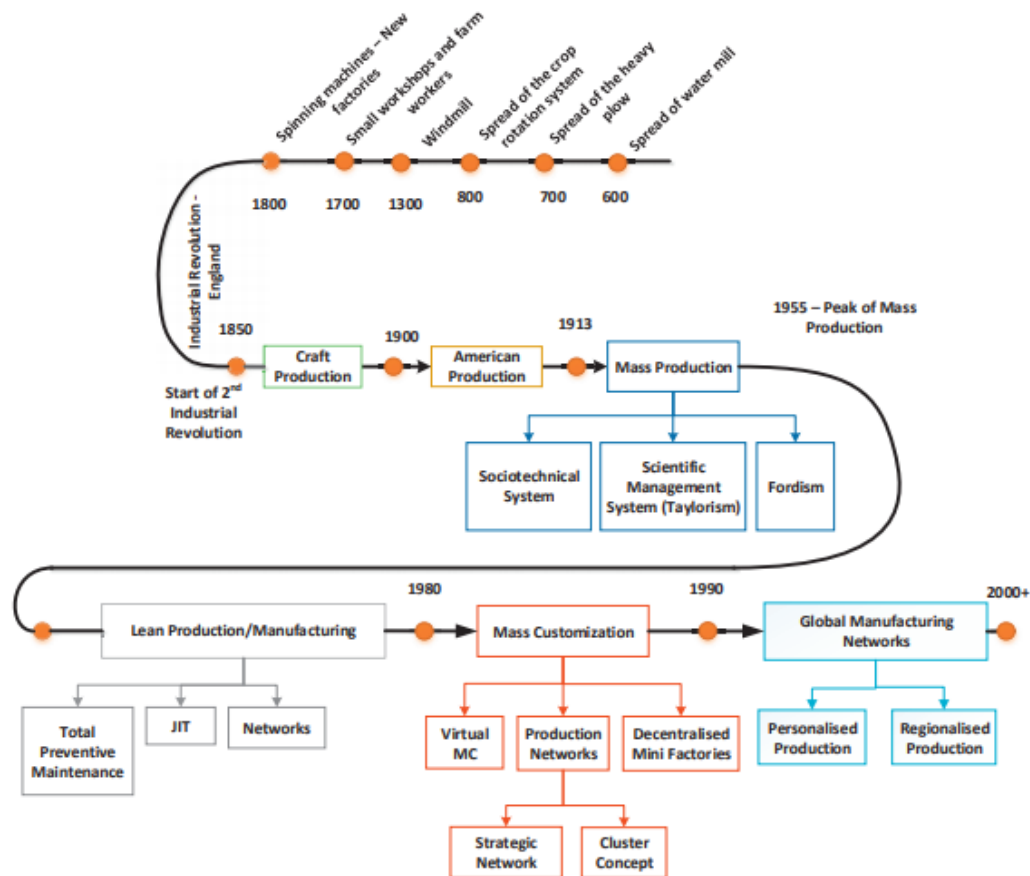 Spinning machines – New
factories
Small workshops and farm
workers
Windmill
Spread of the crop
rotation system
Spread of the heavy
plow
Spread of water mill
1800
1700
1300
800
700
600
Industrial Revolution -
England
1850
Start of 2nd
Industrial
Revolution
Craft
Production
1900
American
Production
1913
Mass Production
1955 – Peak of Mass
Production
Sociotechnical
System
Scientific
Management
System (Taylorism)
Fordism
Lean Production/Manufacturing
1980
Mass Customization
1990
Global Manufacturing
Networks
2000+
Total
Preventive
Maintenance
JIT
Networks
Virtual
MC
Production
Networks
Decentralised
Mini Factories
Personalised
Production
Regionalised
Production
Strategic
Network
Cluster
Concept